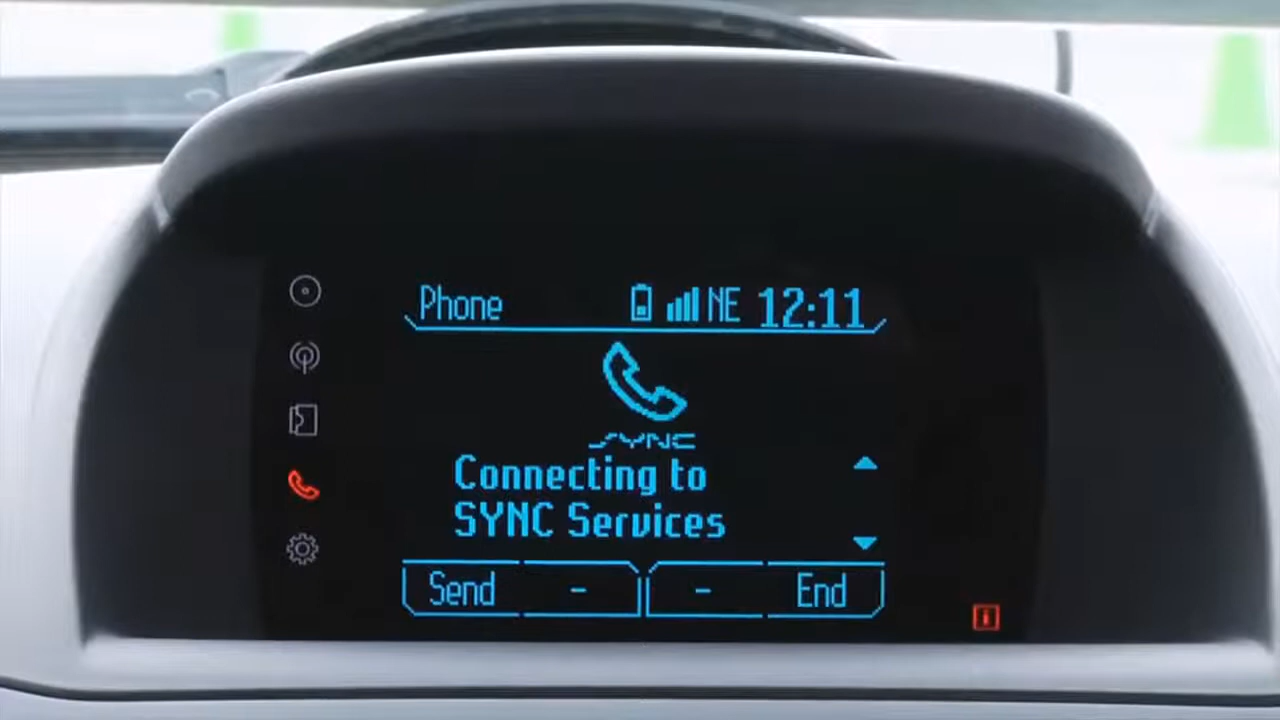 Phone NE 12:11
SYNC
Connecting to
SYNC Services
Send - - End